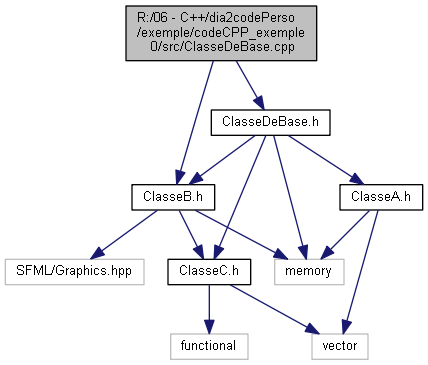 R:/06 - C++/dia2codePerso
/exemple/codeCPP_exemple
0/src/ClasseDeBase.cpp
ClasseDeBase.h
ClasseB.h
ClasseA.h
SFML/Graphics.hpp
ClasseC.h
memory
functional
vector